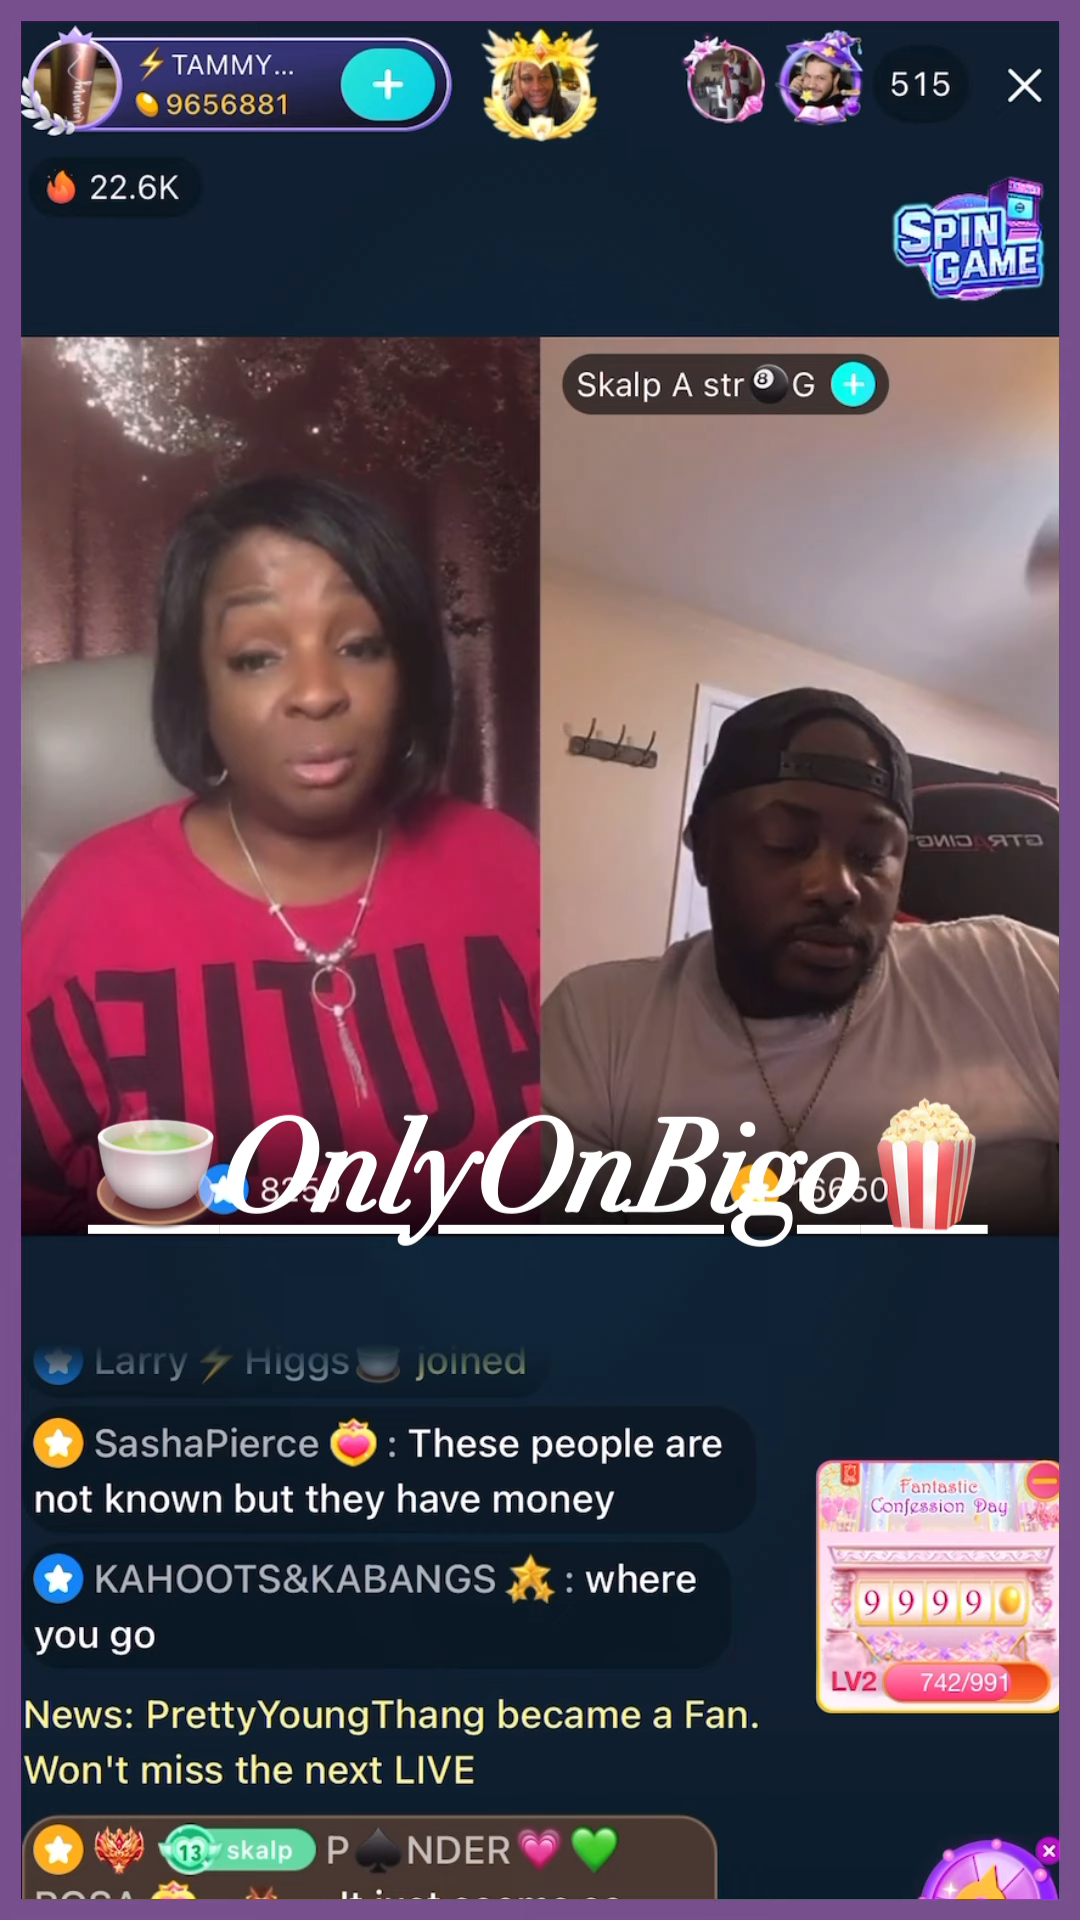 ⚡TAMMY...
9656881
515
22.6K
SPIN
GAME
Skalp A str🎱G
GTRACING
🍵OnlyOnBigo🍿
Larry⚡Higgs☕ joined
SashaPierce : These people are
not known but they have money
KAHOOTS&KABANGS : where
you go
Fantastic
Confession Day
9 9 9 9
LV2 742/991
News: PrettyYoungThang became a Fan.
Won't miss the next LIVE
13 skalp P♠NDER💗💚